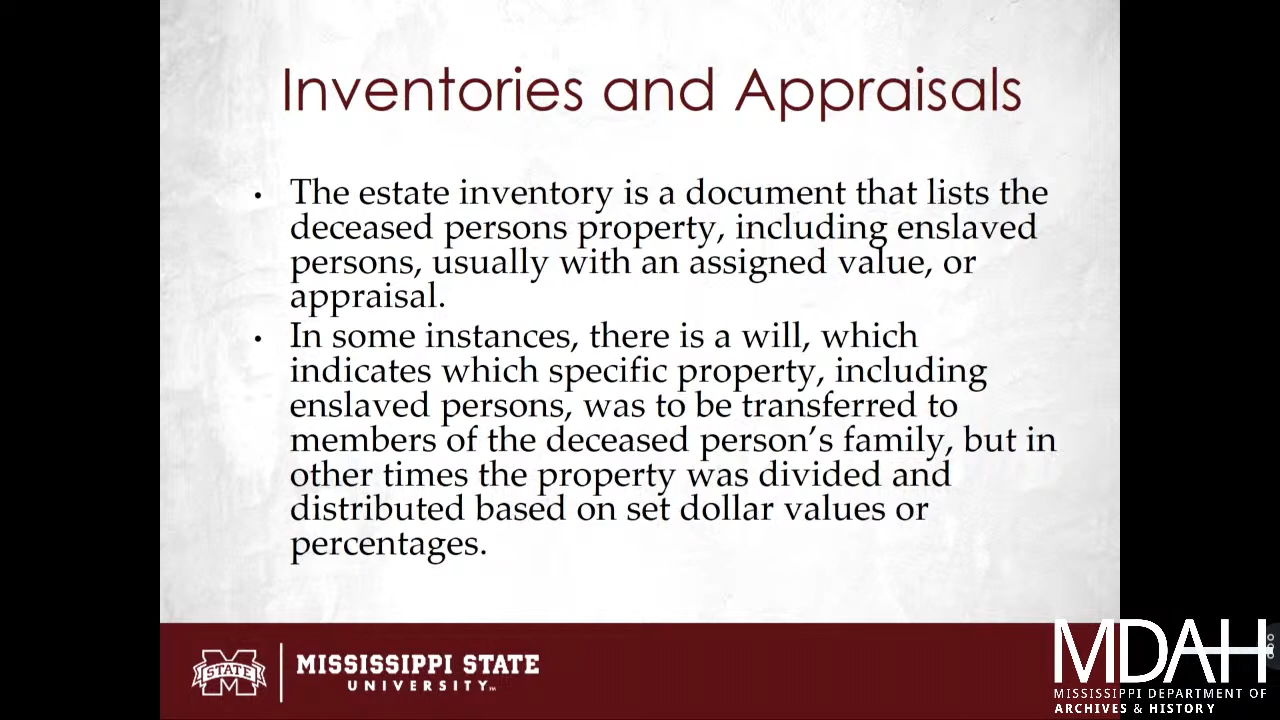 Inventories and Appraisals
• The estate inventory is a document that lists the
deceased persons property, including enslaved
persons, usually with an assigned value, or
appraisal.
• In some instances, there is a will, which
indicates which specific property, including
enslaved persons, was to be transferred to
members of the deceased person’s family, but in
other times the property was divided and
distributed based on set dollar values or
percentages.
STATE
M
MISSISSIPPI STATE
UNIVERSITY™
MDAH
MISSISSIPPI DEPARTMENT OF
ARCHIVES & HISTORY